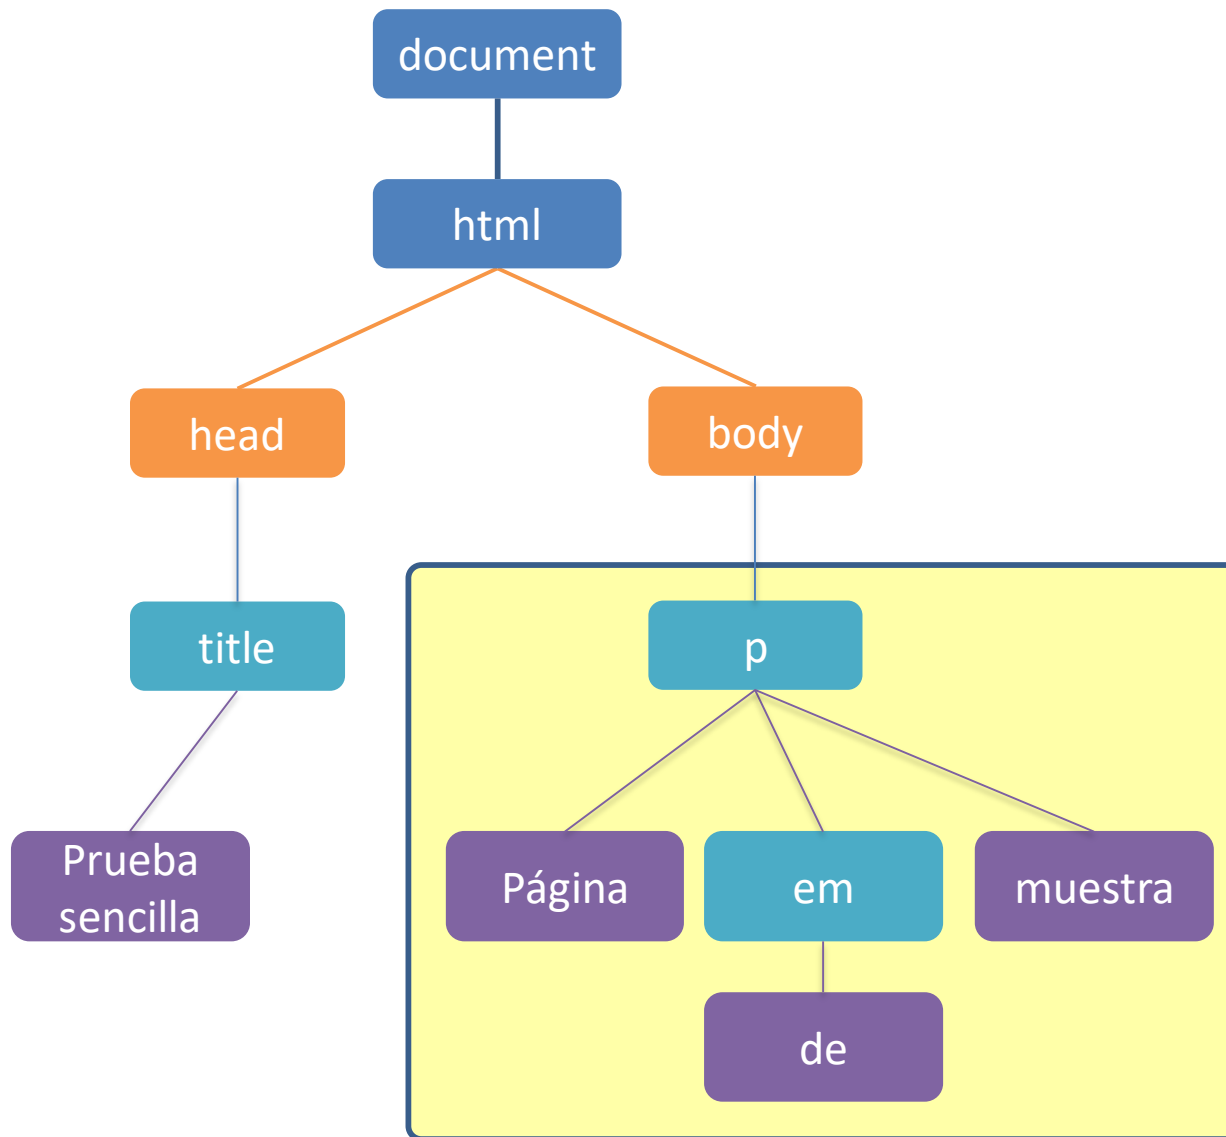 document
html
head
body
title
p
Prueba
sencilla
Página
em
muestra
de